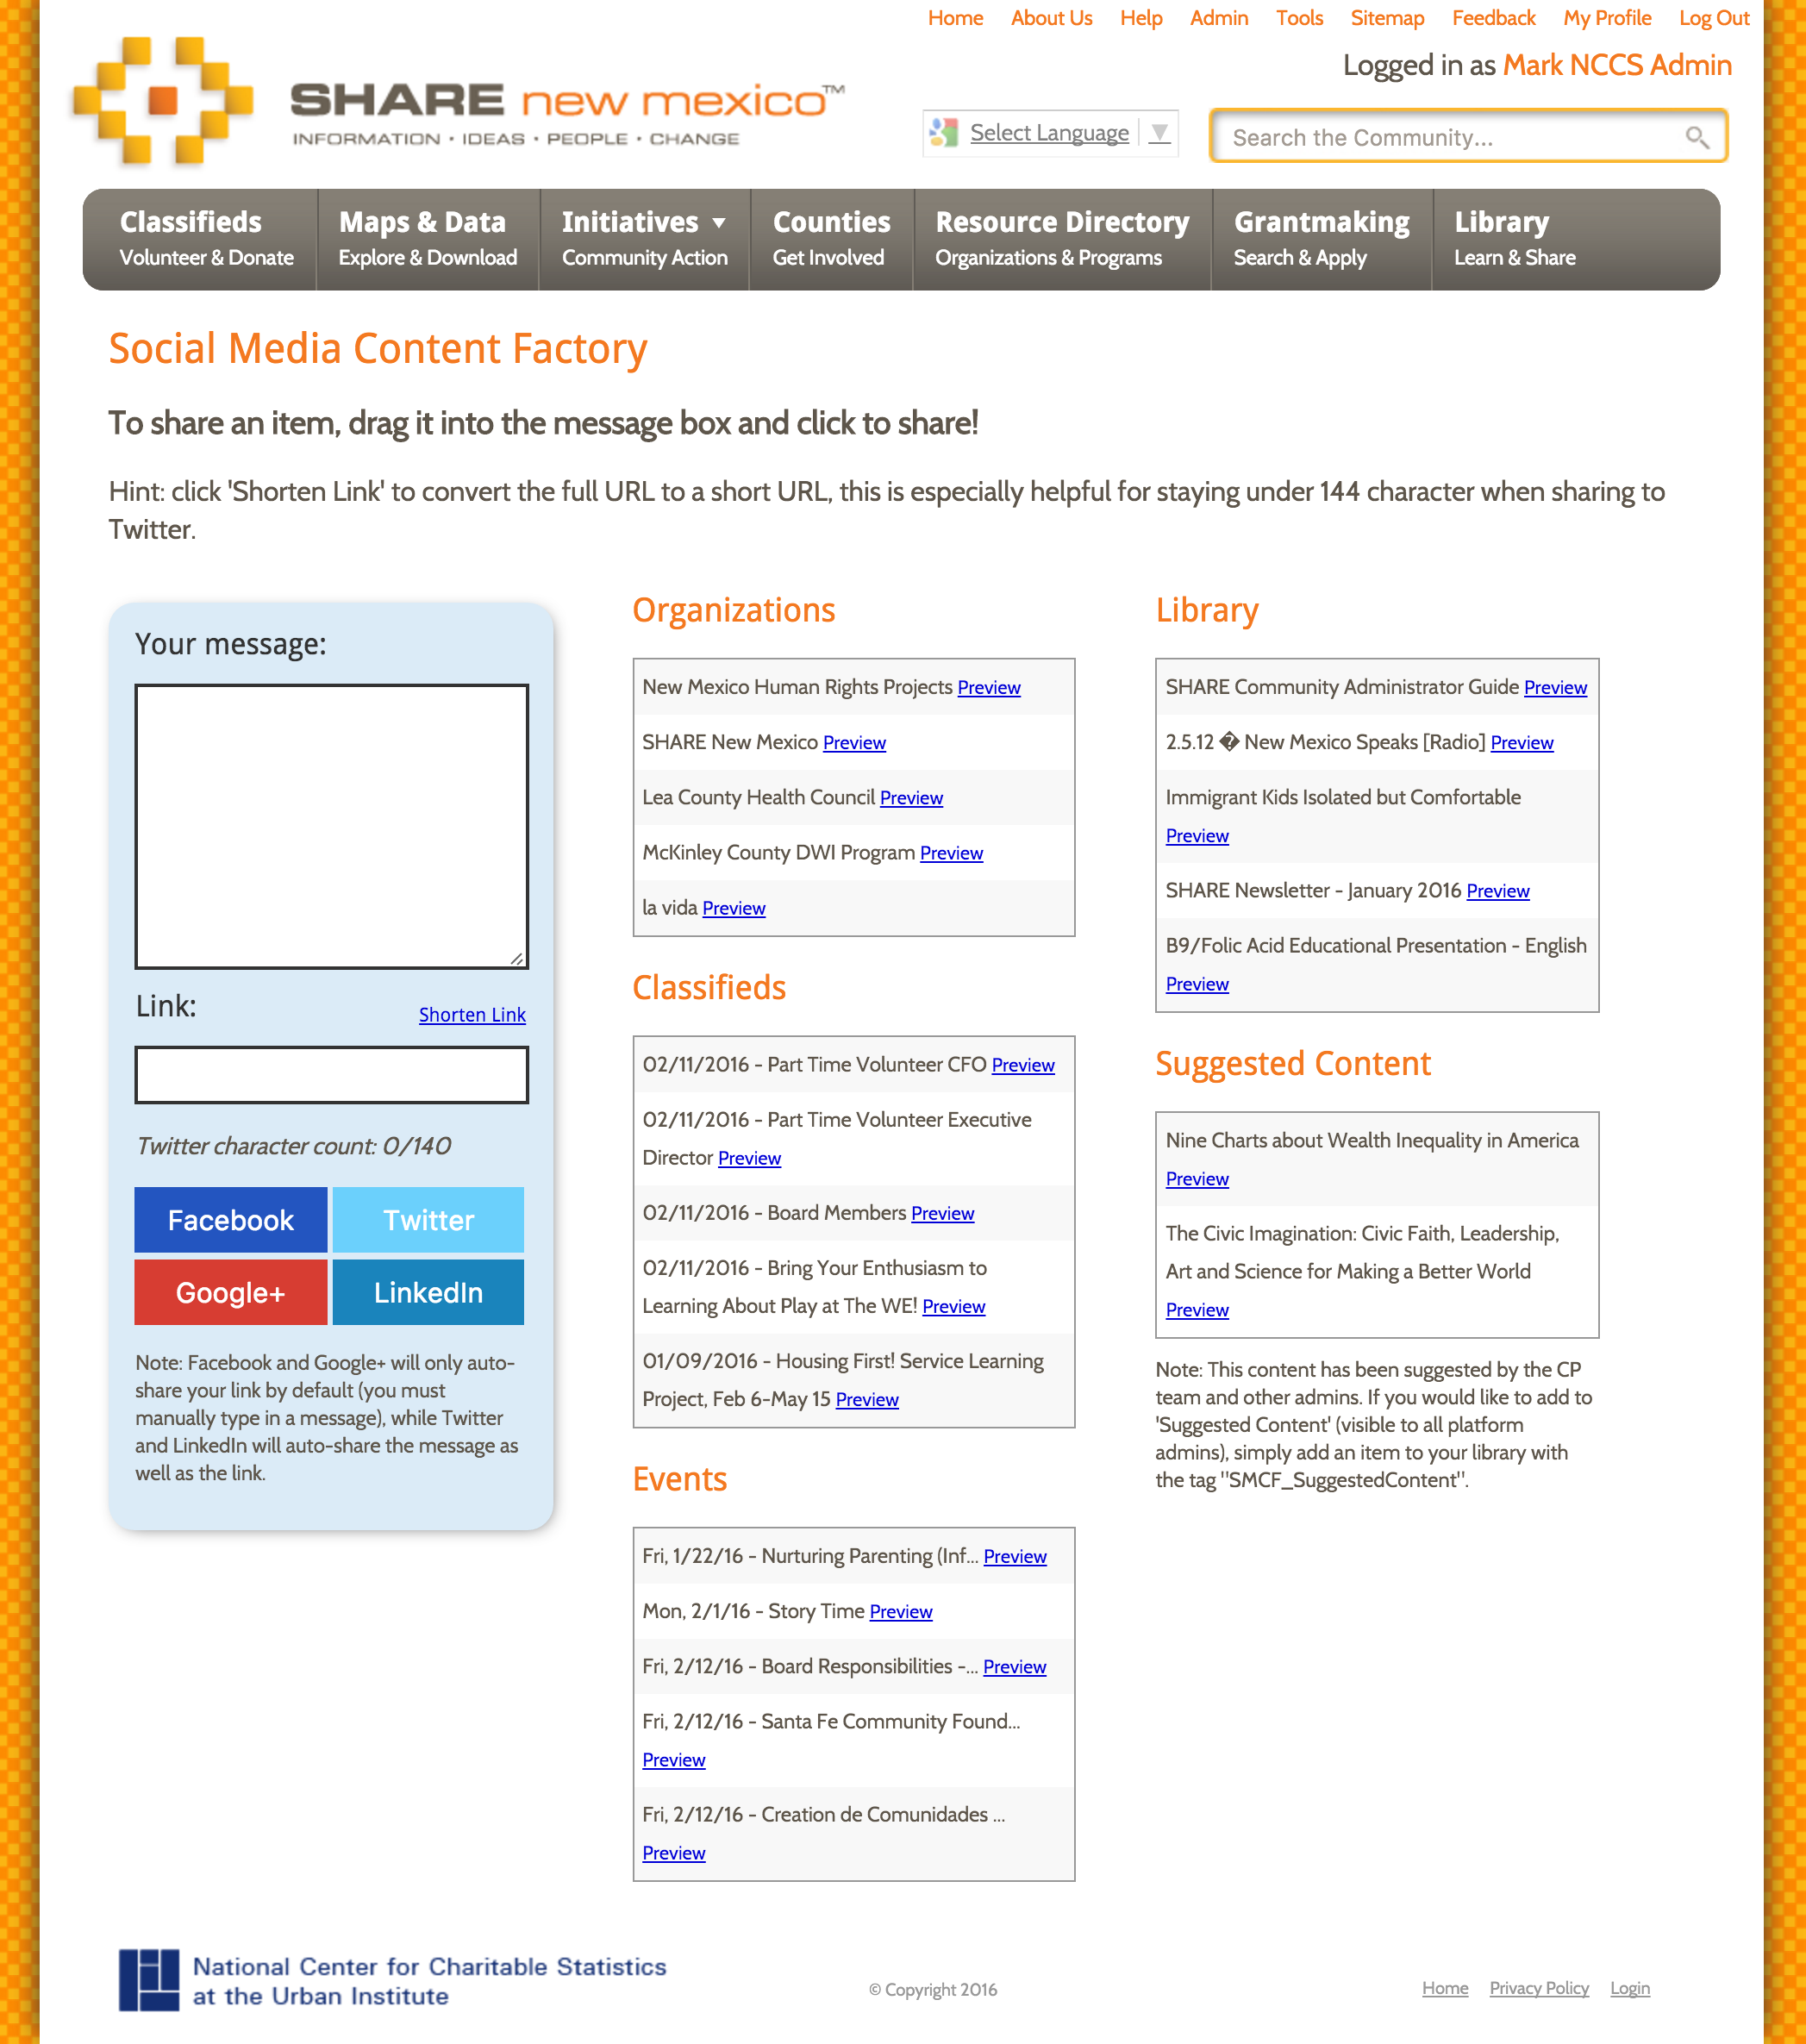 Home About Us Help Admin Tools Sitemap Feedback My Profile Log Out
Logged in as Mark NCCS Admin
SHARE new mexico™
INFORMATION · IDEAS · PEOPLE · CHANGE
Select Language ▼
Search the Community...
Classifieds Maps & Data Initiatives ▼ Counties Resource Directory Grantmaking Library
Volunteer & Donate Explore & Download Community Action Get Involved Organizations & Programs Search & Apply Learn & Share
Social Media Content Factory
To share an item, drag it into the message box and click to share!
Hint: click 'Shorten Link' to convert the full URL to a short URL, this is especially helpful for staying under 144 character when sharing to
Twitter.
Your message:
Link: Shorten Link
Twitter character count: 0/140
Facebook Twitter
Google+ LinkedIn
Note: Facebook and Google+ will only auto-
share your link by default (you must
manually type in a message), while Twitter
and LinkedIn will auto-share the message as
well as the link.
Organizations
New Mexico Human Rights Projects Preview
SHARE New Mexico Preview
Lea County Health Council Preview
McKinley County DWI Program Preview
la vida Preview
Classifieds
02/11/2016 - Part Time Volunteer CFO Preview
02/11/2016 - Part Time Volunteer Executive
Director Preview
02/11/2016 - Board Members Preview
02/11/2016 - Bring Your Enthusiasm to
Learning About Play at The WE! Preview
01/09/2016 - Housing First! Service Learning
Project, Feb 6-May 15 Preview
Events
Fri, 1/22/16 - Nurturing Parenting (Inf... Preview
Mon, 2/1/16 - Story Time Preview
Fri, 2/12/16 - Board Responsibilities -... Preview
Fri, 2/12/16 - Santa Fe Community Found...
Preview
Fri, 2/12/16 - Creation de Comunidades ...
Preview
Library
SHARE Community Administrator Guide Preview
2.5.12 � New Mexico Speaks [Radio] Preview
Immigrant Kids Isolated but Comfortable
Preview
SHARE Newsletter - January 2016 Preview
B9/Folic Acid Educational Presentation - English
Preview
Suggested Content
Nine Charts about Wealth Inequality in America
Preview
The Civic Imagination: Civic Faith, Leadership,
Art and Science for Making a Better World
Preview
Note: This content has been suggested by the CP
team and other admins. If you would like to add to
'Suggested Content' (visible to all platform
admins), simply add an item to your library with
the tag "SMCF_SuggestedContent".
National Center for Charitable Statistics
at the Urban Institute
© Copyright 2016
Home Privacy Policy Login